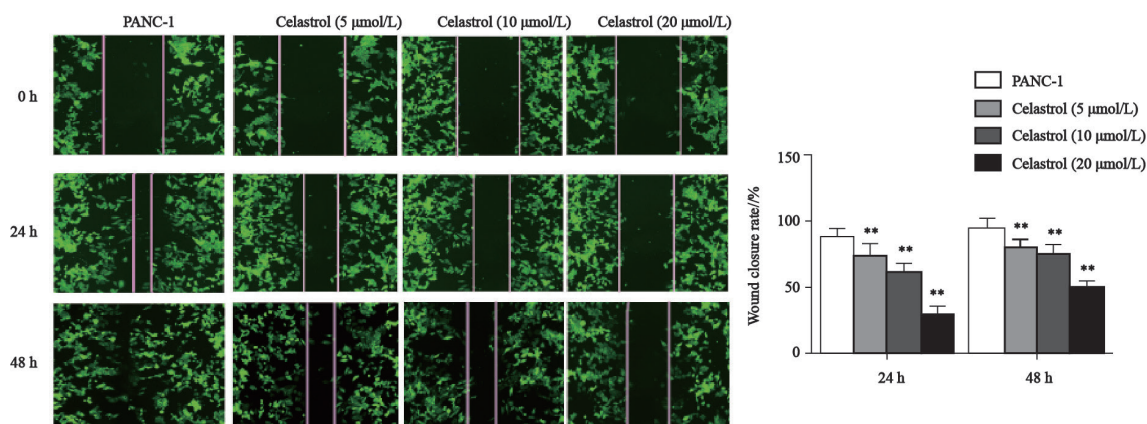 PANC-1
Celastrol (5 μmol/L)
Celastrol (10 μmol/L)
Celastrol (20 μmol/L)
0 h
24 h
48 h
PANC-1
Celastrol (5 μmol/L)
Celastrol (10 μmol/L)
Celastrol (20 μmol/L)
Wound closure rate//%
150
100
50
0
**
**
**
**
**
**
24 h
48 h